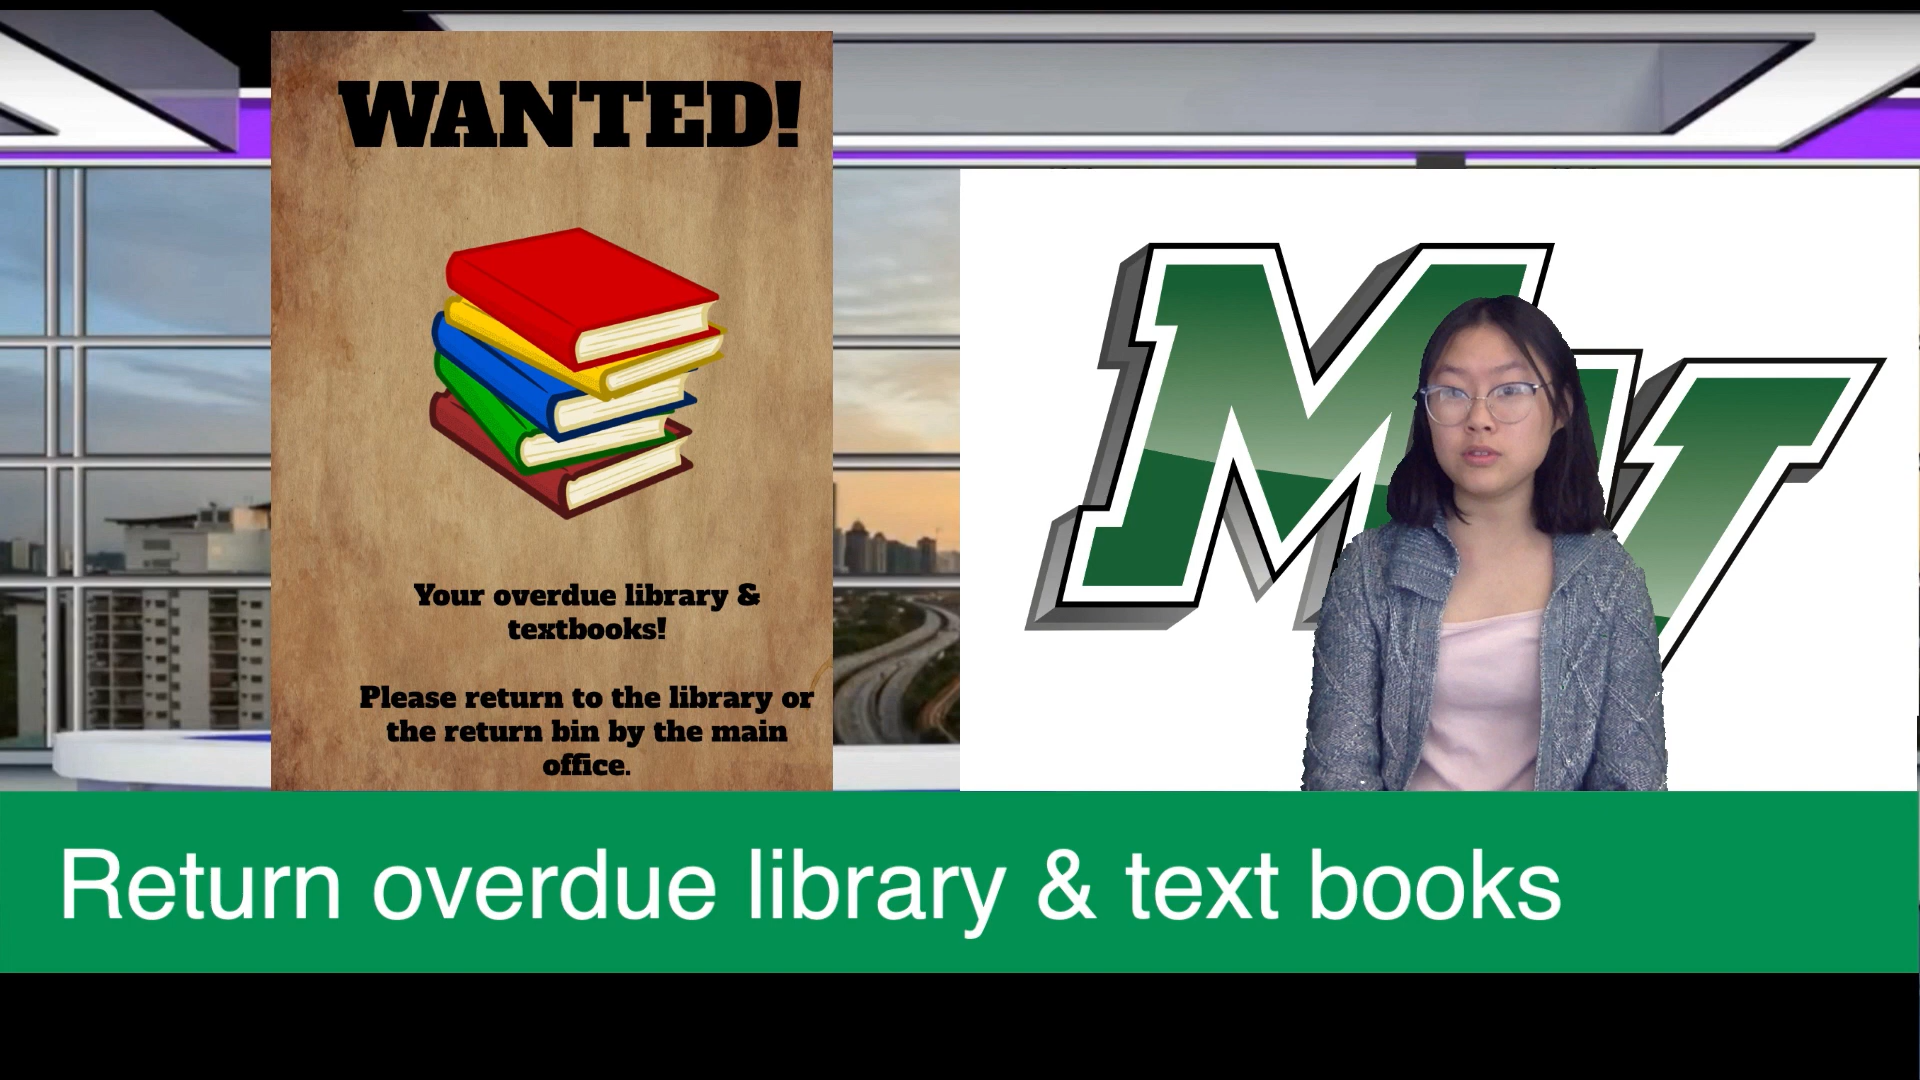 WANTED!
Your overdue library &
textbooks!
Please return to the library or
the return bin by the main
office.
MV
Return overdue library & text books